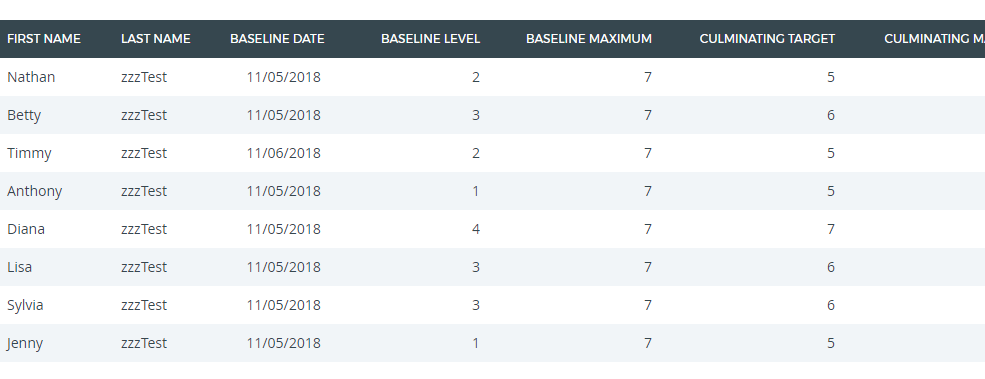 FIRST NAME LAST NAME BASELINE DATE BASELINE LEVEL BASELINE MAXIMUM CULMINATING TARGET CULMINATING
Nathan zzzTest 11/05/2018 2 7 5
Betty zzzTest 11/05/2018 3 7 6
Timmy zzzTest 11/06/2018 2 7 5
Anthony zzzTest 11/05/2018 1 7 5
Diana zzzTest 11/05/2018 4 7 7
Lisa zzzTest 11/05/2018 3 7 6
Sylvia zzzTest 11/05/2018 3 7 6
Jenny zzzTest 11/05/2018 1 7 5